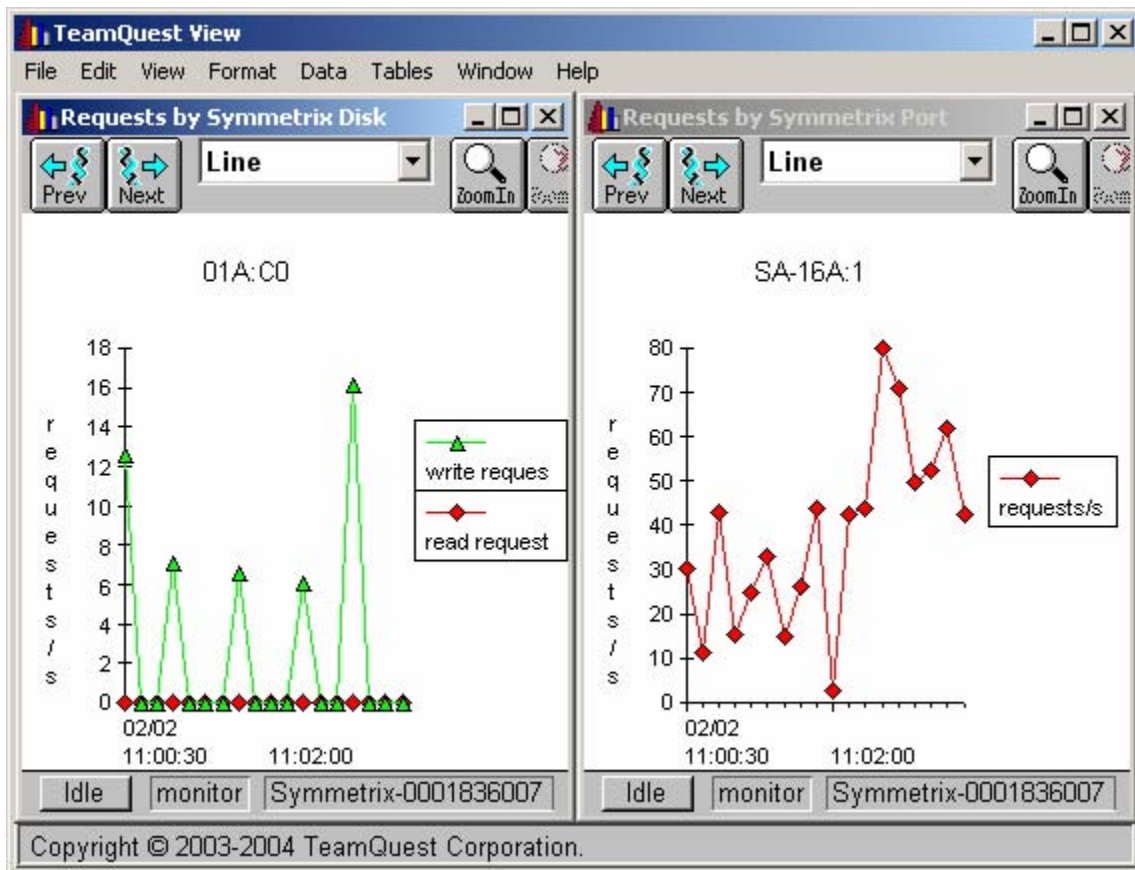 TeamQuest View
File Edit View Format Data Tables Window Help
Requests by Symmetrix Disk
Prev Next Line ZoomIn
01A:C0
18
16
14
12
10
8
6
4
2
0
requests/s
write reques
read request
02/02
11:00:30 11:02:00
Idle monitor Symmetrix-0001836007
Requests by Symmetrix Port
Prev Next Line ZoomIn
SA-16A:1
80
70
60
50
40
30
20
10
0
requests/s
requests/s
02/02
11:00:30 11:02:00
Idle monitor Symmetrix-0001836007
Copyright © 2003-2004 TeamQuest Corporation.